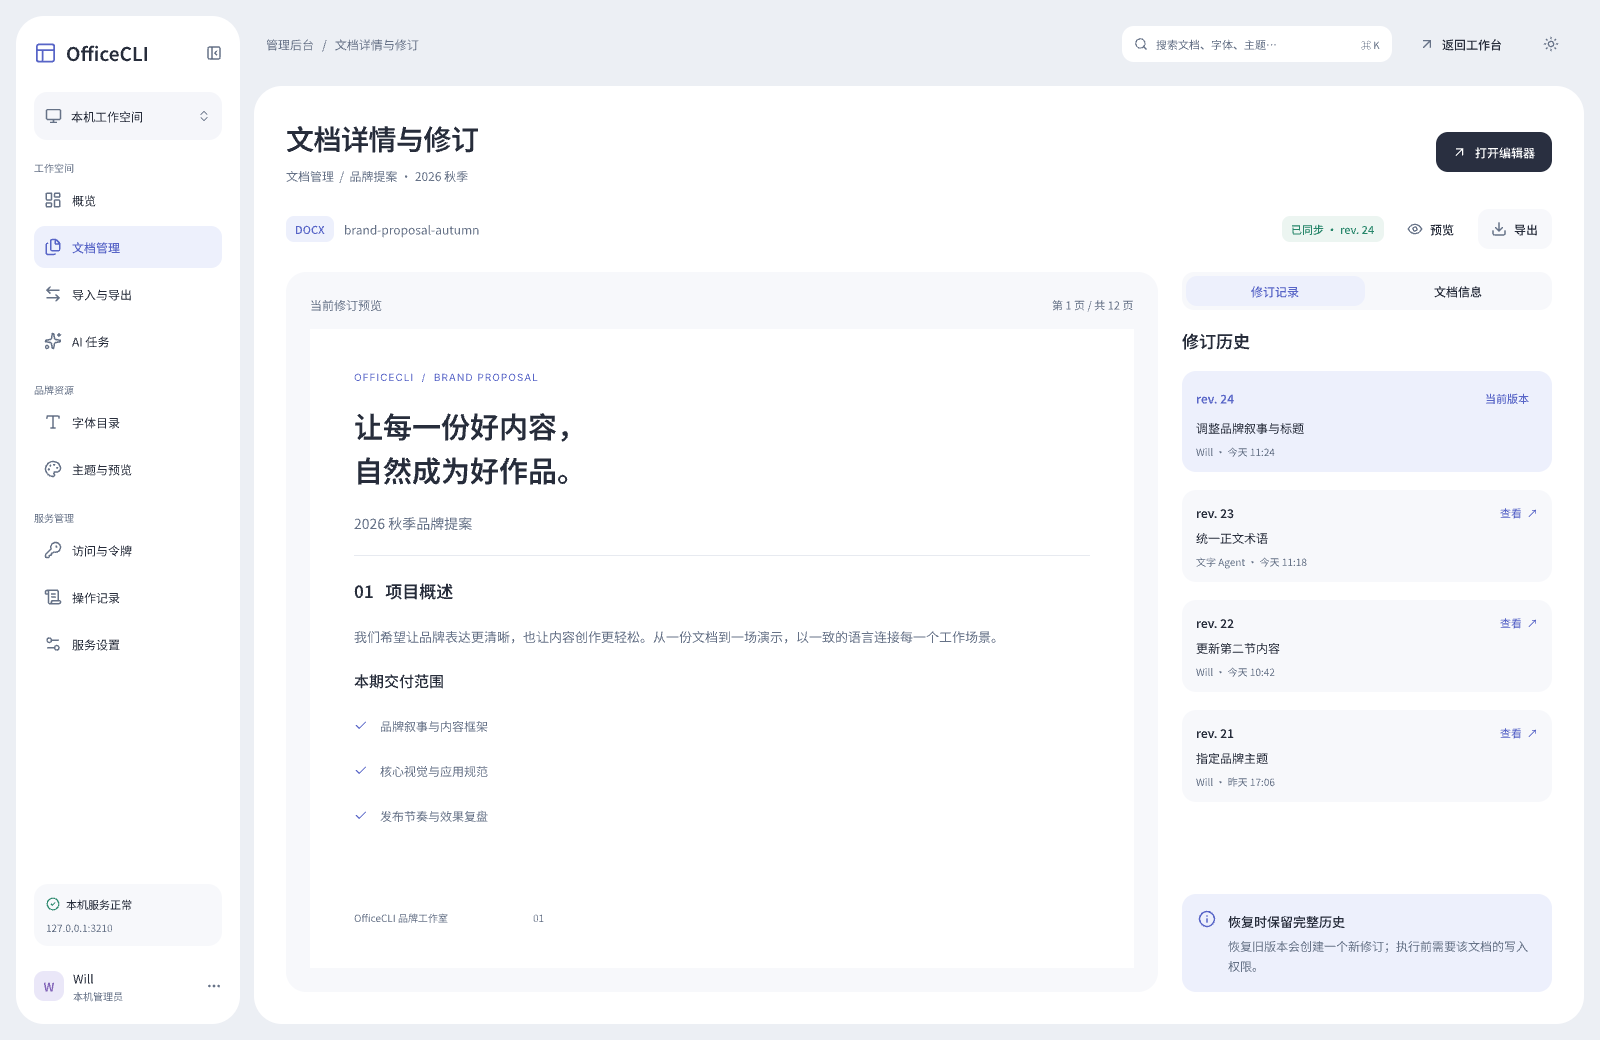 OfficeCLI
本机工作空间
工作空间
概览
文档管理
导入与导出
AI 任务
品牌资源
字体目录
主题与预览
服务管理
访问与令牌
操作记录
服务设置
本机服务正常
127.0.0.1:3210
W
Will
本机管理员
管理后台 / 文档详情与修订
搜索文档、字体、主题…
⌘ K
返回工作台
文档详情与修订
文档管理 / 品牌提案 · 2026 秋季
打开编辑器
DOCX
brand-proposal-autumn
已同步 · rev. 24
预览
导出
当前修订预览
第 1 页 / 共 12 页
OFFICECLI / BRAND PROPOSAL
让每一份好内容，
自然成为好作品。
2026 秋季品牌提案
01 项目概述
我们希望让品牌表达更清晰，也让内容创作更轻松。从一份文档到一场演示，以一致的语言连接每一个工作场景。
本期交付范围
品牌叙事与内容框架
核心视觉与应用规范
发布节奏与效果复盘
OfficeCLI 品牌工作室
01
修订记录
文档信息
修订历史
rev. 24
当前版本
调整品牌叙事与标题
Will · 今天 11:24
rev. 23
查看 ↗
统一正文术语
文字 Agent · 今天 11:18
rev. 22
查看 ↗
更新第二节内容
Will · 今天 10:42
rev. 21
查看 ↗
指定品牌主题
Will · 昨天 17:06
恢复时保留完整历史
恢复旧版本会创建一个新修订；执行前需要该文档的写入
权限。